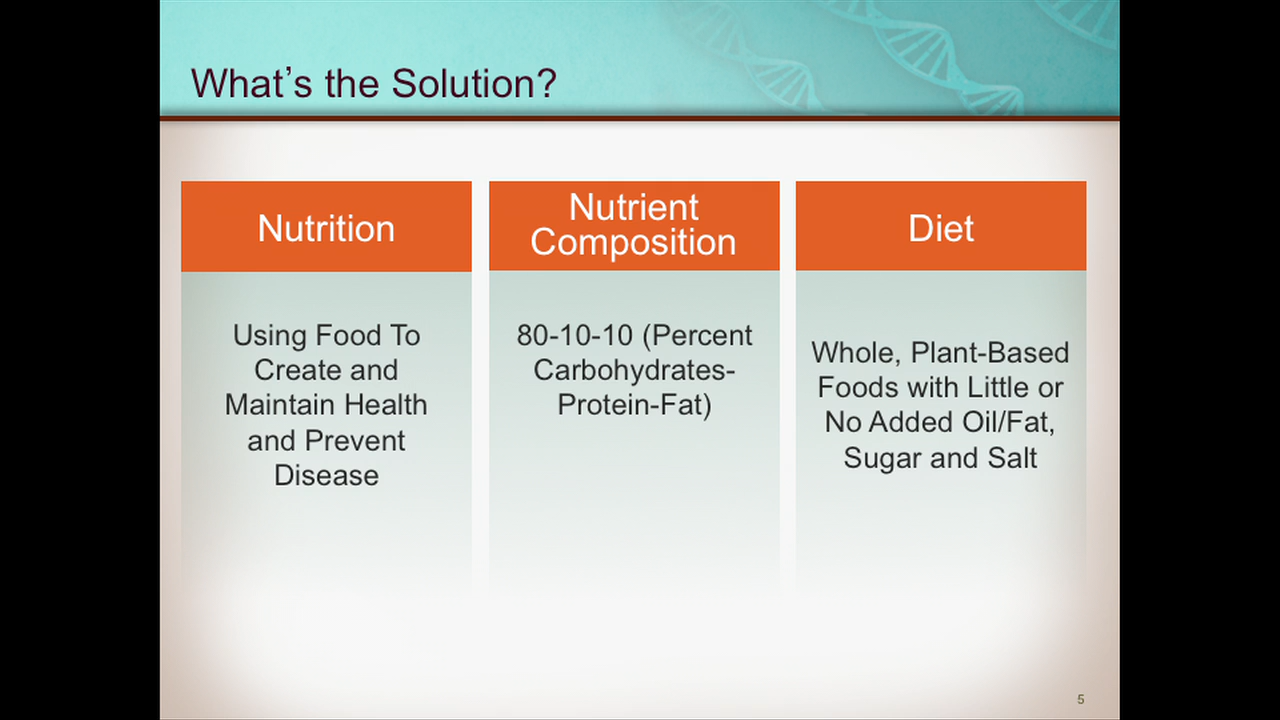 What’s the Solution?
Nutrition
Using Food To
Create and
Maintain Health
and Prevent
Disease
Nutrient
Composition
80-10-10 (Percent
Carbohydrates-
Protein-Fat)
Diet
Whole, Plant-Based
Foods with Little or
No Added Oil/Fat,
Sugar and Salt
5